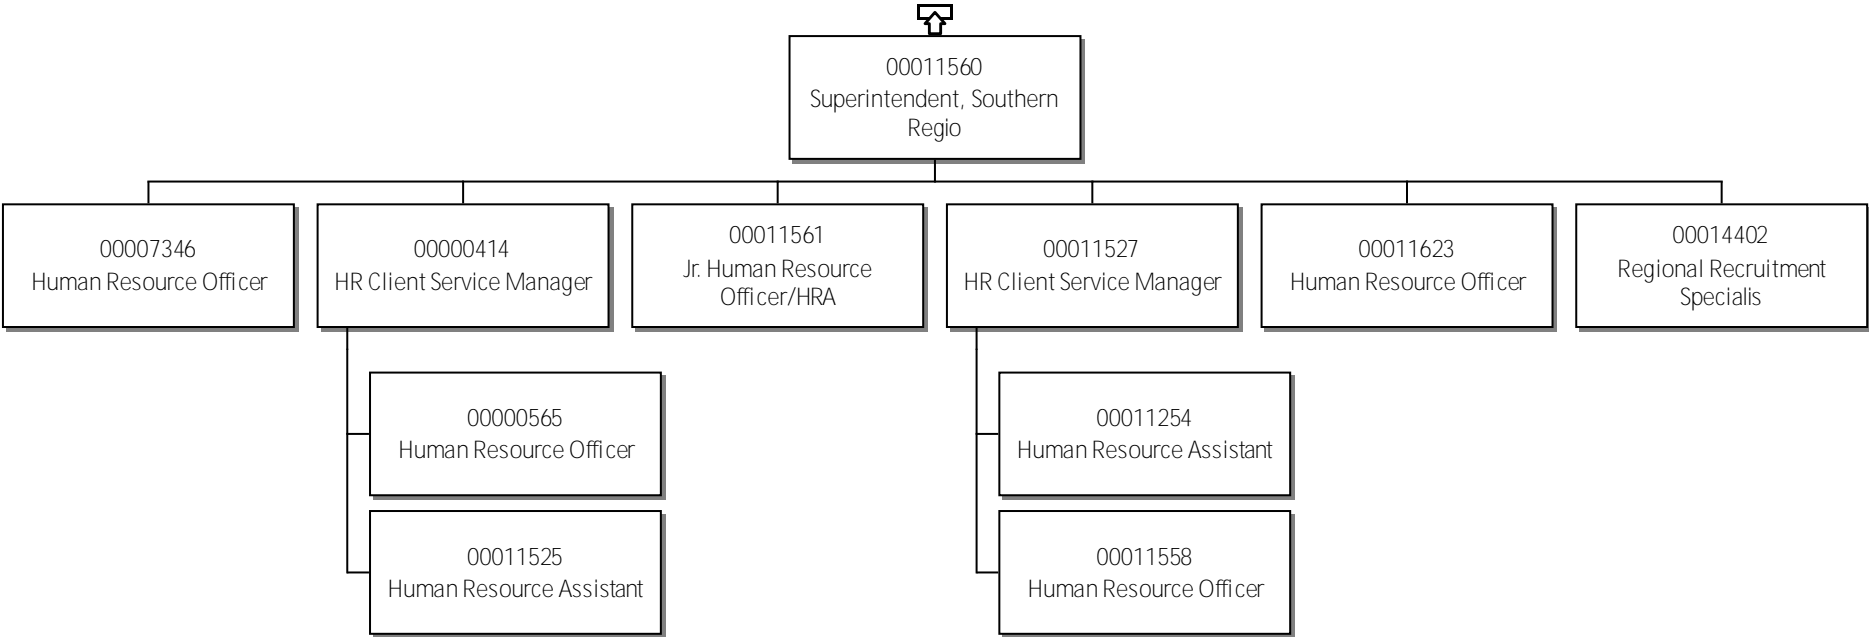 00011560
Superintendent, Southern
Regio
00007346
Human Resource Officer
00000414
HR Client Service Manager
00011561
Jr. Human Resource
Officer/HRA
00011527
HR Client Service Manager
00011623
Human Resource Officer
00014402
Regional Recruitment
Specialis
00000565
Human Resource Officer
00011525
Human Resource Assistant
00011254
Human Resource Assistant
00011558
Human Resource Officer